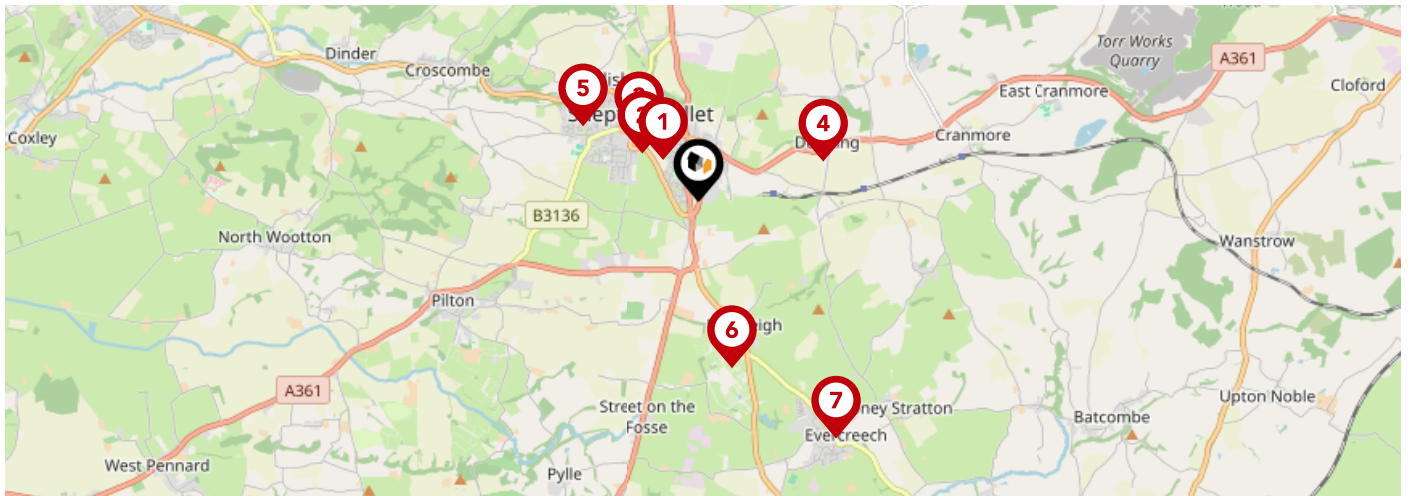 Torr Works
Quarry
A361
Dinder
Croscombe
Cloford
East Cranmore
5
1
4
Coxley
Cranmore
B3136
North Wootton
Wanstrow
Pilton
6
7
A361
Street on the
Fosse
Upton Noble
Batcombe
Evercreech
West Pennard
Pylle